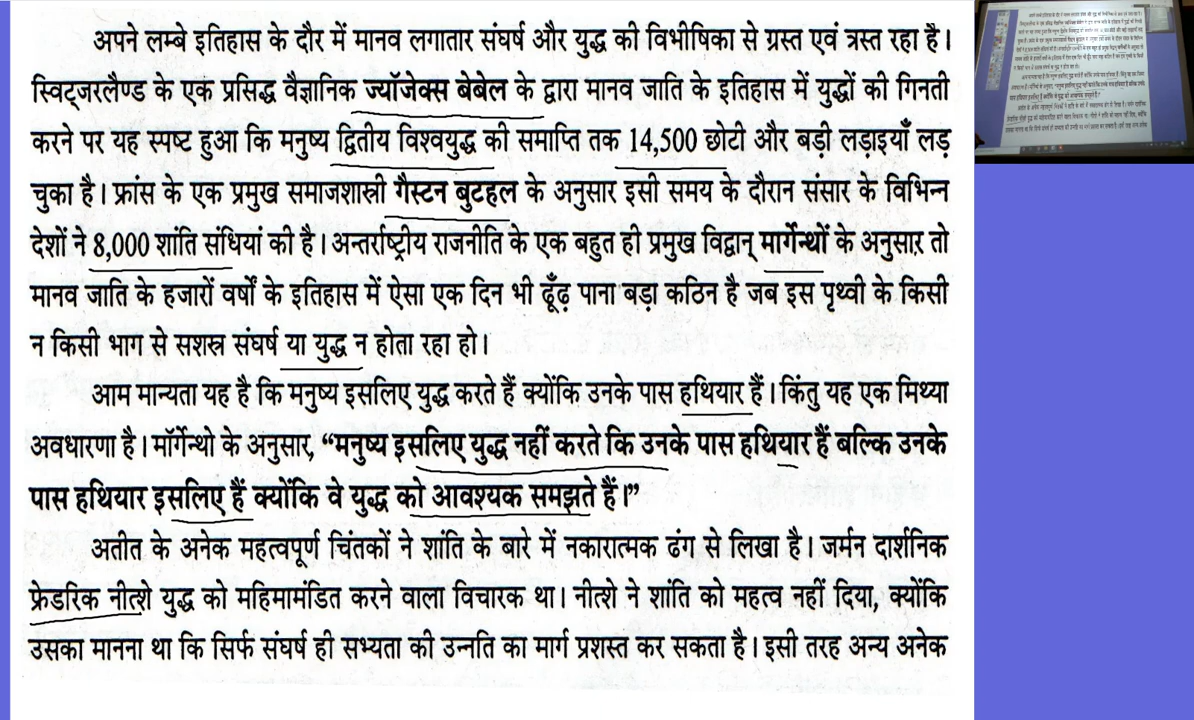 अपने लम्बे इतिहास के दौर में मानव लगातार संघर्ष और युद्ध की विभीषिका से ग्रस्त एवं त्रस्त रहा है।
स्विट्जरलैण्ड के एक प्रसिद्ध वैज्ञानिक ज्यॉजेक्स बेबेल के द्वारा मानव जाति के इतिहास में युद्धों की गिनती
करने पर यह स्पष्ट हुआ कि मनुष्य द्वितीय विश्वयुद्ध की समाप्ति तक 14,500 छोटी और बड़ी लड़ाइयाँ लड़
चुका है। फ्रांस के एक प्रमुख समाजशास्त्री गैस्टन बुटहल के अनुसार इसी समय के दौरान संसार के विभिन्न
देशों ने 8,000 शांति संधियां की है। अन्तर्राष्ट्रीय राजनीति के एक बहुत ही प्रमुख विद्वान् मार्गेन्थों के अनुसार तो
मानव जाति के हजारों वर्षों के इतिहास में ऐसा एक दिन भी ढूँढ़ पाना बड़ा कठिन है जब इस पृथ्वी के किसी
न किसी भाग से सशस्त्र संघर्ष या युद्ध न होता रहा हो।
आम मान्यता यह है कि मनुष्य इसलिए युद्ध करते हैं क्योंकि उनके पास हथियार हैं। किंतु यह एक मिथ्या
अवधारणा है। मॉर्गेन्थो के अनुसार, “मनुष्य इसलिए युद्ध नहीं करते कि उनके पास हथियार हैं बल्कि उनके
पास हथियार इसलिए हैं क्योंकि वे युद्ध को आवश्यक समझते हैं।”
अतीत के अनेक महत्वपूर्ण चिंतकों ने शांति के बारे में नकारात्मक ढंग से लिखा है। जर्मन दार्शनिक
फ्रेडरिक नीत्शे युद्ध को महिमामंडित करने वाला विचारक था। नीत्शे ने शांति को महत्व नहीं दिया, क्योंकि
उसका मानना था कि सिर्फ संघर्ष ही सभ्यता की उन्नति का मार्ग प्रशस्त कर सकता है। इसी तरह अन्य अनेक